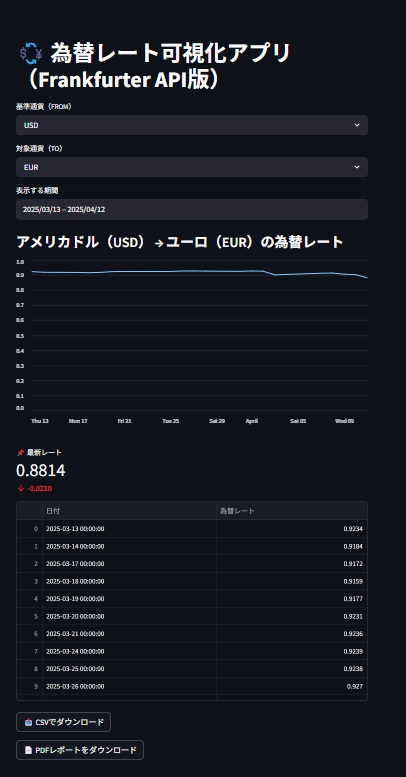 為替レート可視化アプリ
（Frankfurter API版）
基準通貨（FROM）
USD
対象通貨（TO）
EUR
表示する期間
2025/03/13 – 2025/04/12
アメリカドル（USD）→ ユーロ（EUR）の為替レート
1.0
0.9
0.8
0.7
0.6
0.5
0.4
0.3
0.2
0.1
0.0
Thu 13 Mon 17 Fri 21 Tue 25 Sat 29 April Sat 05 Wed 09
📌 最新レート
0.8814
↓ -0.0210
日付 為替レート
0 2025-03-13 00:00:00 0.9234
1 2025-03-14 00:00:00 0.9184
2 2025-03-17 00:00:00 0.9172
3 2025-03-18 00:00:00 0.9159
4 2025-03-19 00:00:00 0.9177
5 2025-03-20 00:00:00 0.9231
6 2025-03-21 00:00:00 0.9236
7 2025-03-24 00:00:00 0.9239
8 2025-03-25 00:00:00 0.9238
9 2025-03-26 00:00:00 0.927
CSVでダウンロード
PDFレポートをダウンロード